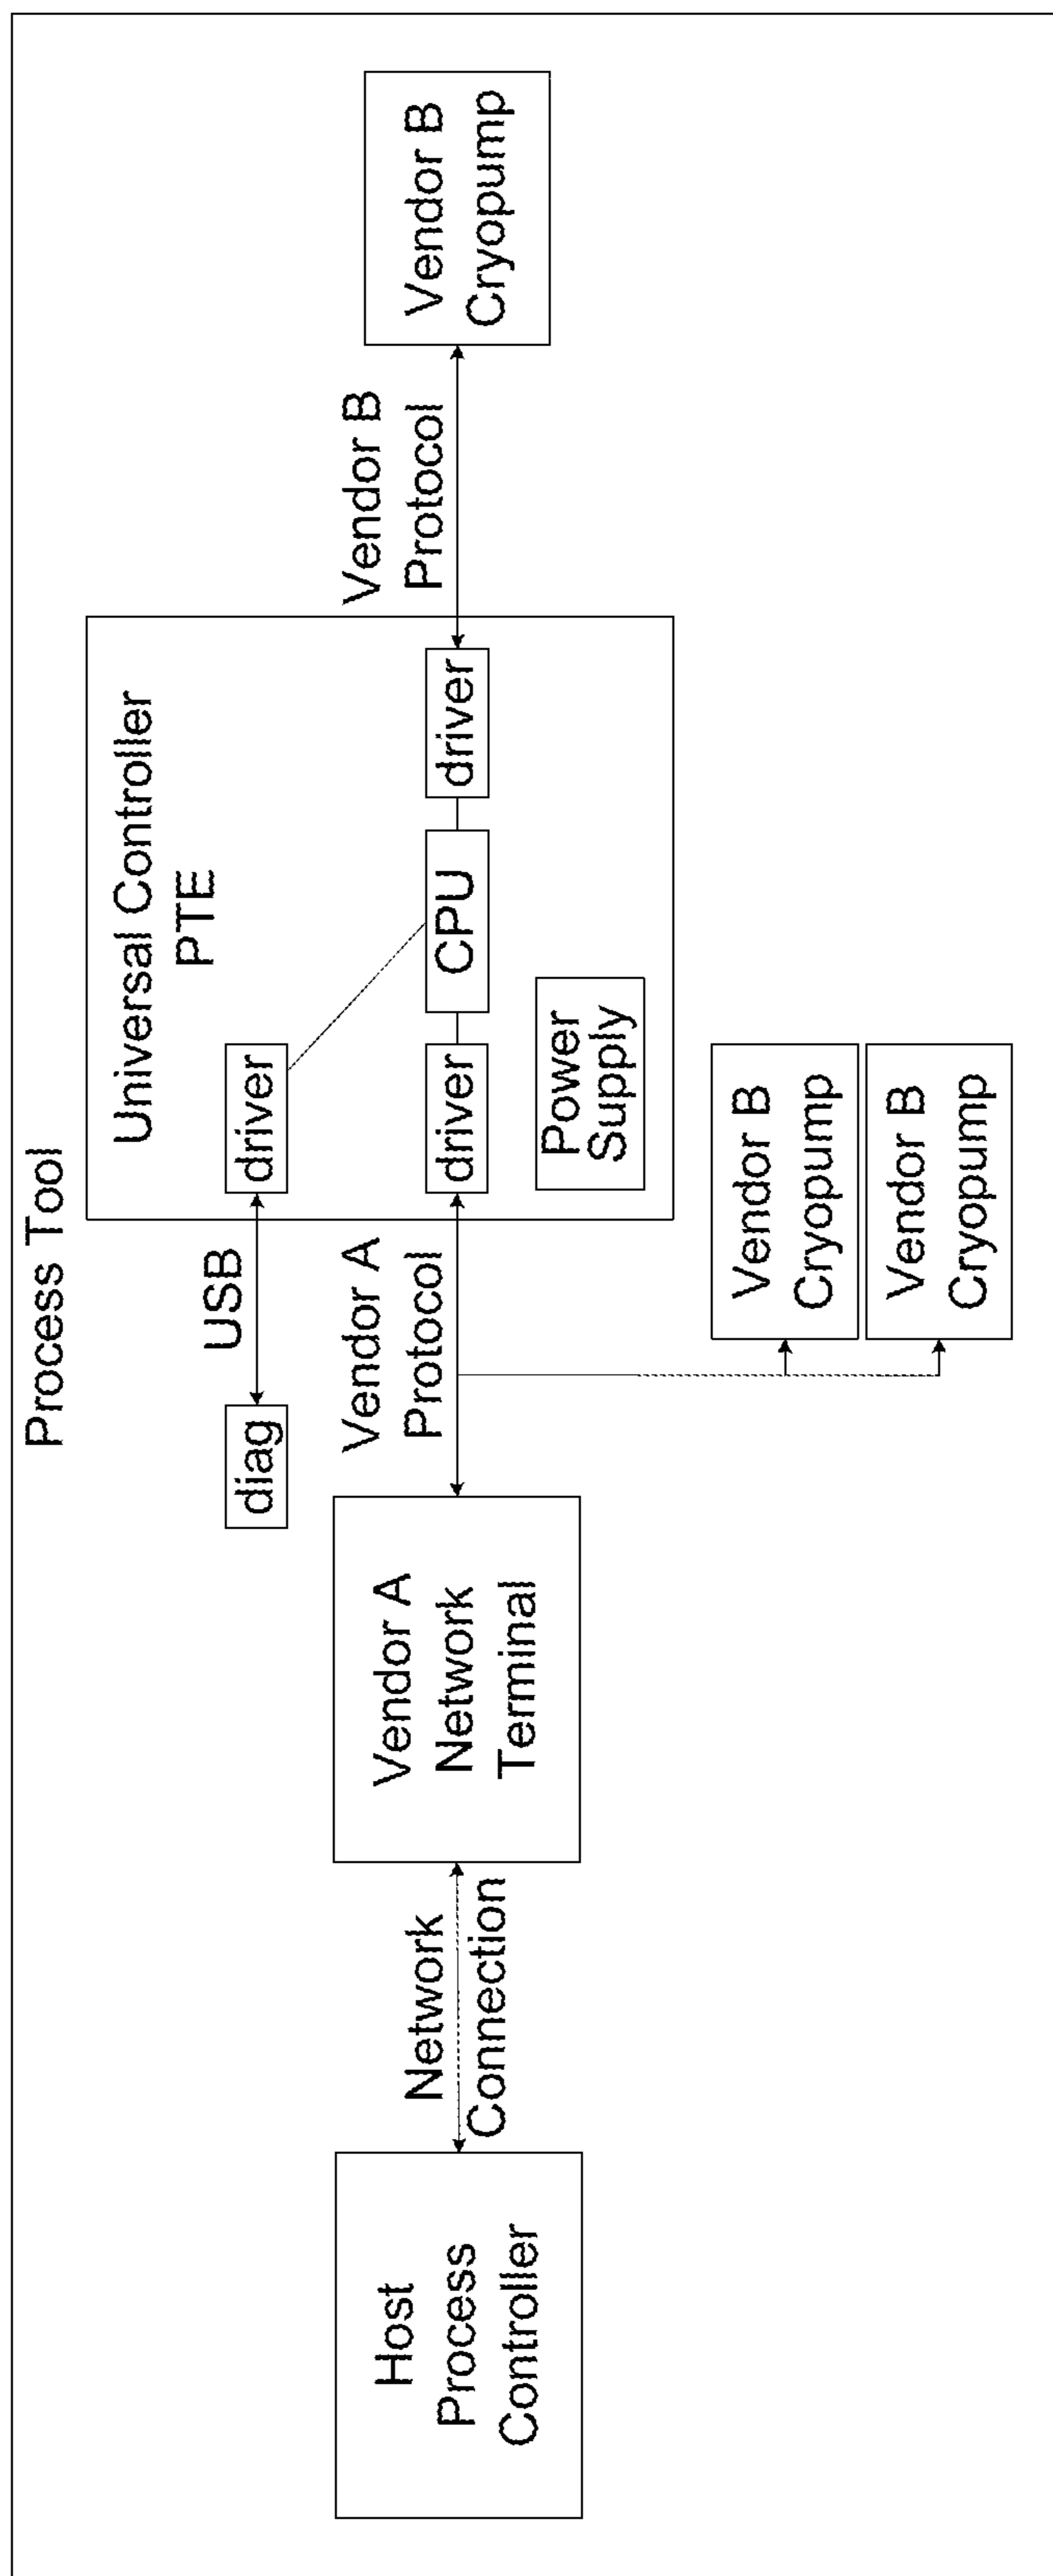 Process Tool
Host
Process
Controller
Network
Connection
Vendor A
Network
Terminal
diag
USB
Vendor A
Protocol
Universal Controller
PTE
driver
driver
CPU
driver
Power
Supply
Vendor B
Protocol
Vendor B
Cryopump
Vendor B
Cryopump
Vendor B
Cryopump